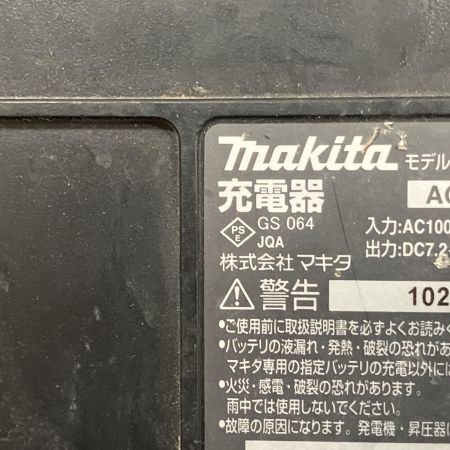 makita モデル
充電器
PS
E
GS 064
JQA
入力:AC100
出力:DC7.2
株式会社 マキタ
警告 102
•ご使用前に取扱説明書を必ずよくお読み
•バッテリの液漏れ・発熱・破裂の恐れがあ
マキタ専用の指定バッテリの充電以外には
•火災・感電・破裂の恐れがあります。
雨中では使用しないでください。
•故障の原因になります。発電機・昇圧器